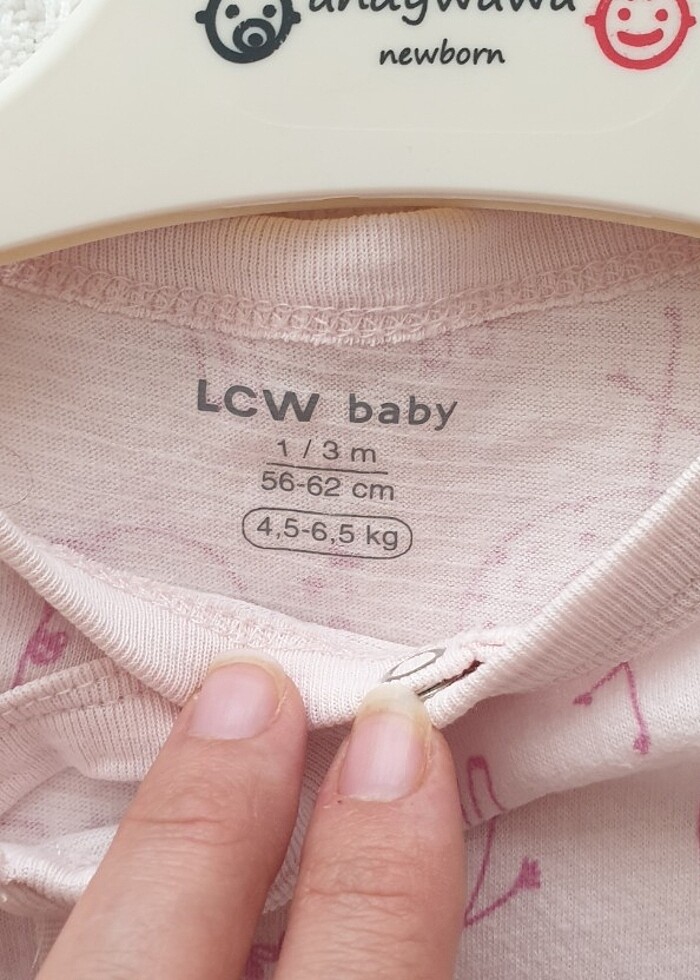 newborn
LCW baby
1 / 3 m
56-62 cm
4,5-6,5 kg